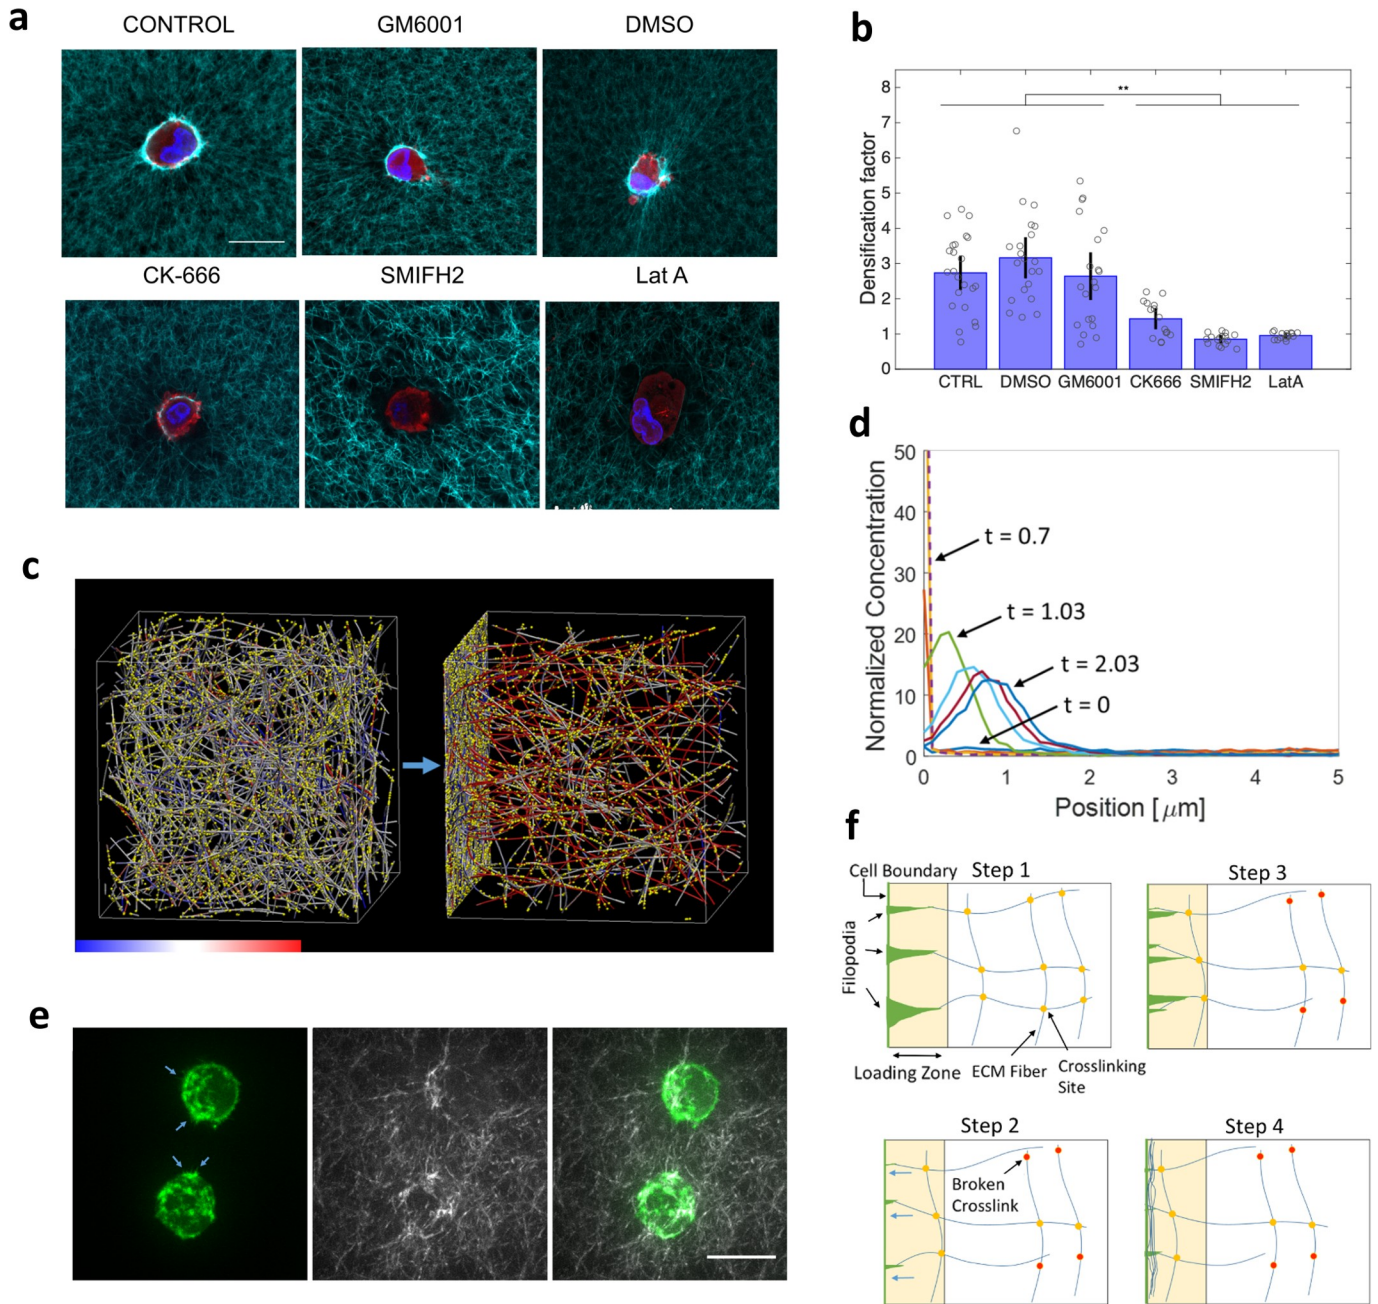 a
CONTROL
GM6001
DMSO
CK-666
SMIFH2
Lat A
b
Densification factor
8
7
6
5
4
3
2
1
0
**
CTRL
DMSO
GM6001
CK666
SMIFH2
LatA
c
d
Normalized Concentration
50
40
30
20
10
0
t = 0.7
t = 1.03
t = 2.03
t = 0
0
1
2
3
4
5
Position [μm]
e
f
Cell Boundary
Step 1
Filopodia
Loading Zone
ECM Fiber
Crosslinking
Site
Step 3
Step 2
Broken
Crosslink
Step 4